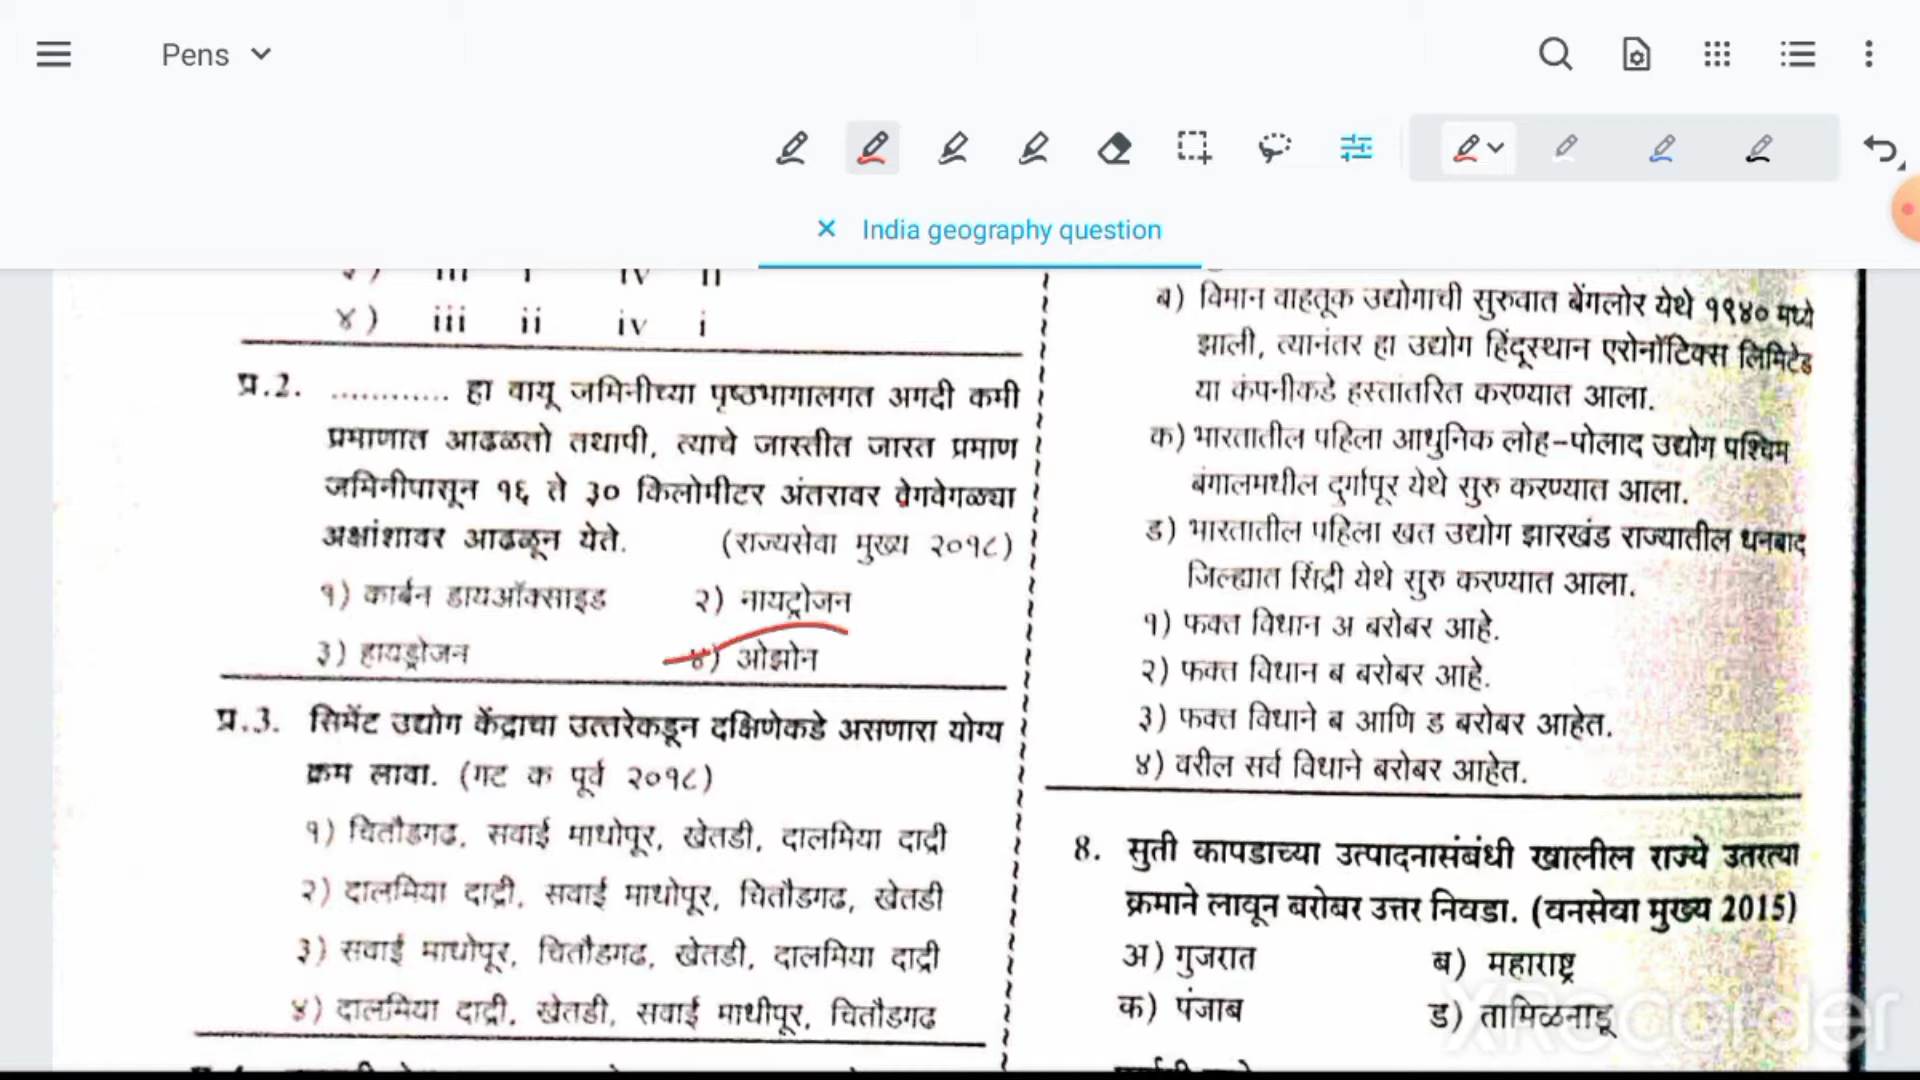 Pens
India geography question
iii i iv ii
४) iii ii iv i
प्र.2. ............ हा वायू जमिनीच्या पृष्ठभागालगत अगदी कमी
प्रमाणात आढळतो तथापी, त्याचे जास्तीत जास्त प्रमाण
जमिनीपासून १६ ते ३० किलोमीटर अंतरावर वेगवेगळ्या
अक्षांशावर आढळून येते. (राज्यसेवा मुख्य २०१८)
१) कार्बन डायऑक्साइड २) नायट्रोजन
३) हायड्रोजन ४) ओझोन
प्र.3. सिमेंट उद्योग केंद्राचा उत्तरेकडून दक्षिणेकडे असणारा योग्य
क्रम लावा. (गट क पूर्व २०१८)
१) चितौडगढ, सवाई माधोपूर, खेतडी, दालमिया दाद्री
२) दालमिया दाद्री, सवाई माधोपूर, चितौडगढ, खेतडी
३) सवाई माधोपूर, चितौडगढ, खेतडी, दालमिया दाद्री
४) दालमिया दाद्री, खेतडी, सवाई माधीपूर, चितौडगढ
ब) विमान वाहतूक उद्योगाची सुरुवात बेंगलोर येथे १९४० मध्ये
झाली, त्यानंतर हा उद्योग हिंदूस्थान एरोनॉटिक्स लिमिटेड
या कंपनीकडे हस्तांतरित करण्यात आला.
क) भारतातील पहिला आधुनिक लोह-पोलाद उद्योग पश्चिम
बंगालमधील दुर्गापूर येथे सुरु करण्यात आला.
ड) भारतातील पहिला खत उद्योग झारखंड राज्यातील धनबाद
जिल्ह्यात सिंद्री येथे सुरु करण्यात आला.
१) फक्त विधान अ बरोबर आहे.
२) फक्त विधान ब बरोबर आहे.
३) फक्त विधाने ब आणि ड बरोबर आहेत.
४) वरील सर्व विधाने बरोबर आहेत.
8. सुती कापडाच्या उत्पादनासंबंधी खालील राज्ये उतरत्या
क्रमाने लावून बरोबर उत्तर निवडा. (वनसेवा मुख्य 2015)
अ) गुजरात ब) महाराष्ट्र
क) पंजाब ड) तामिळनाडू
XRecorder